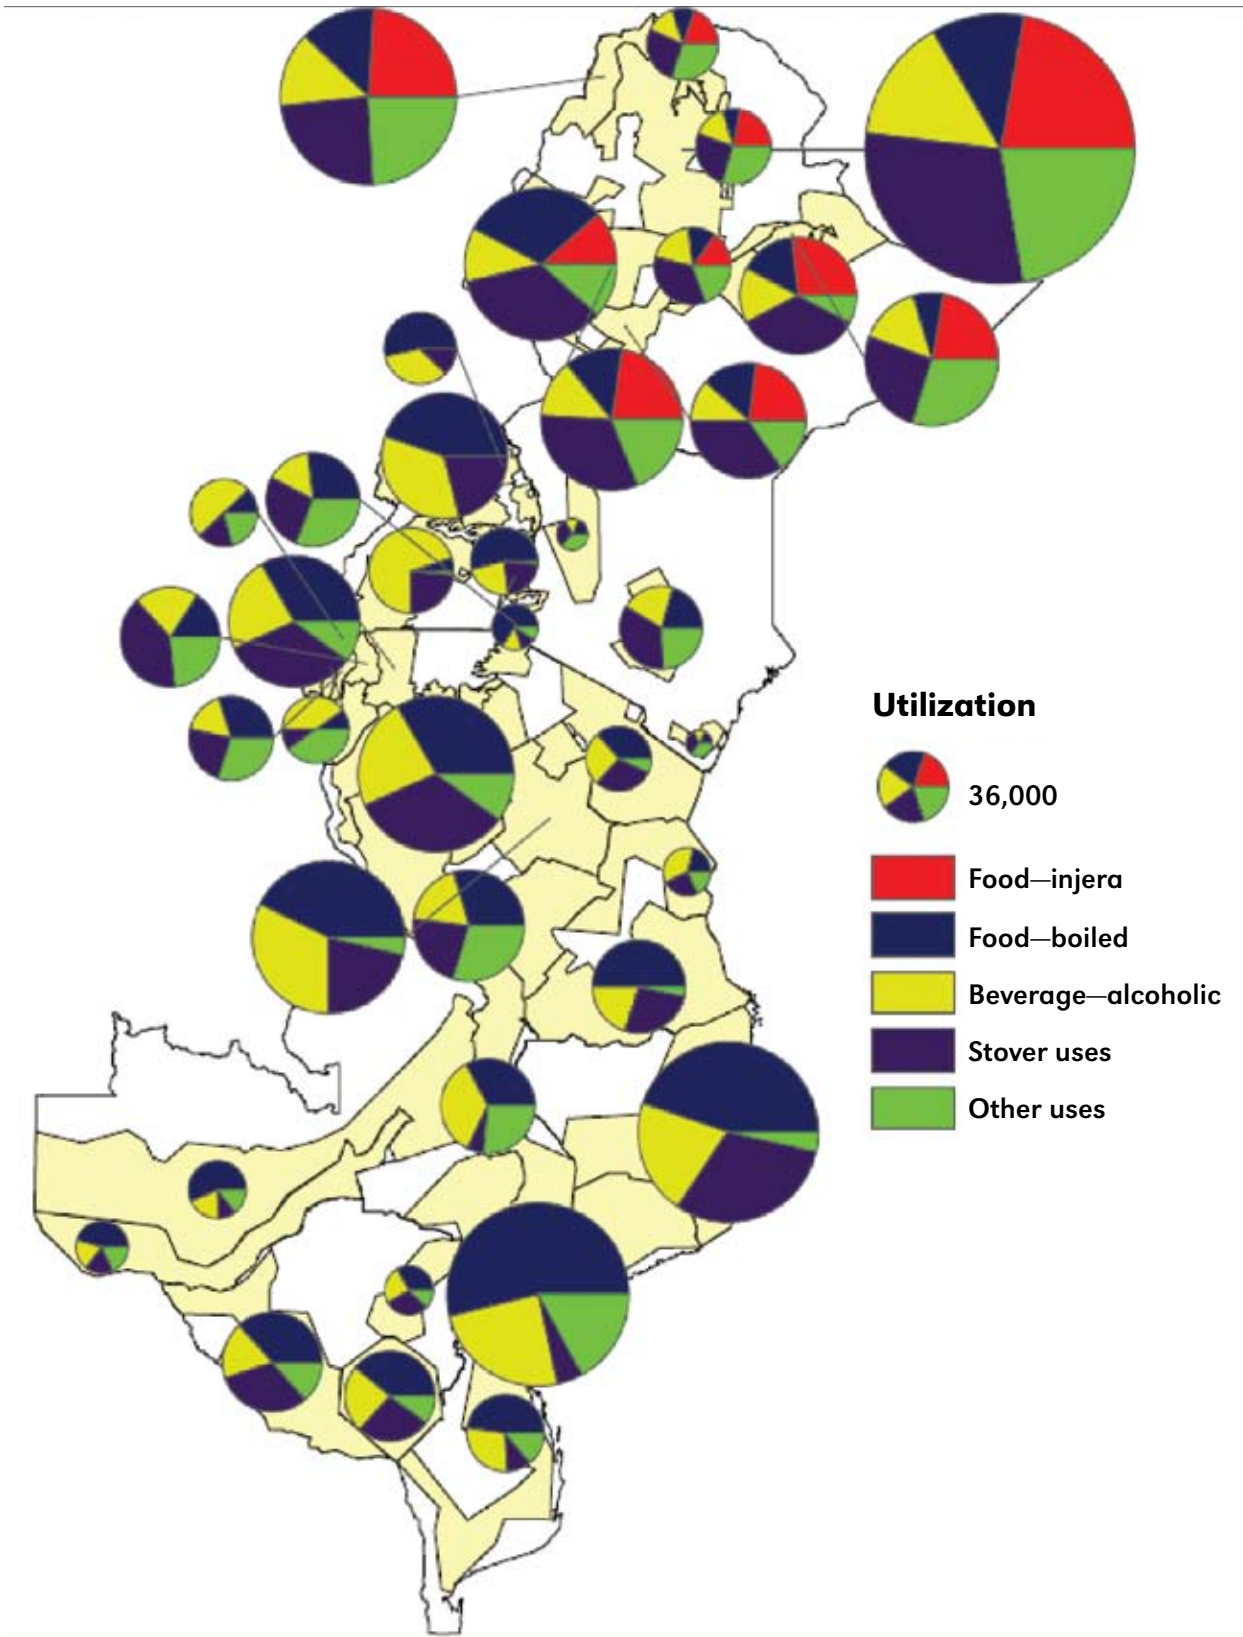 Utilization
36,000
Food—injera
Food—boiled
Beverage—alcoholic
Stover uses
Other uses